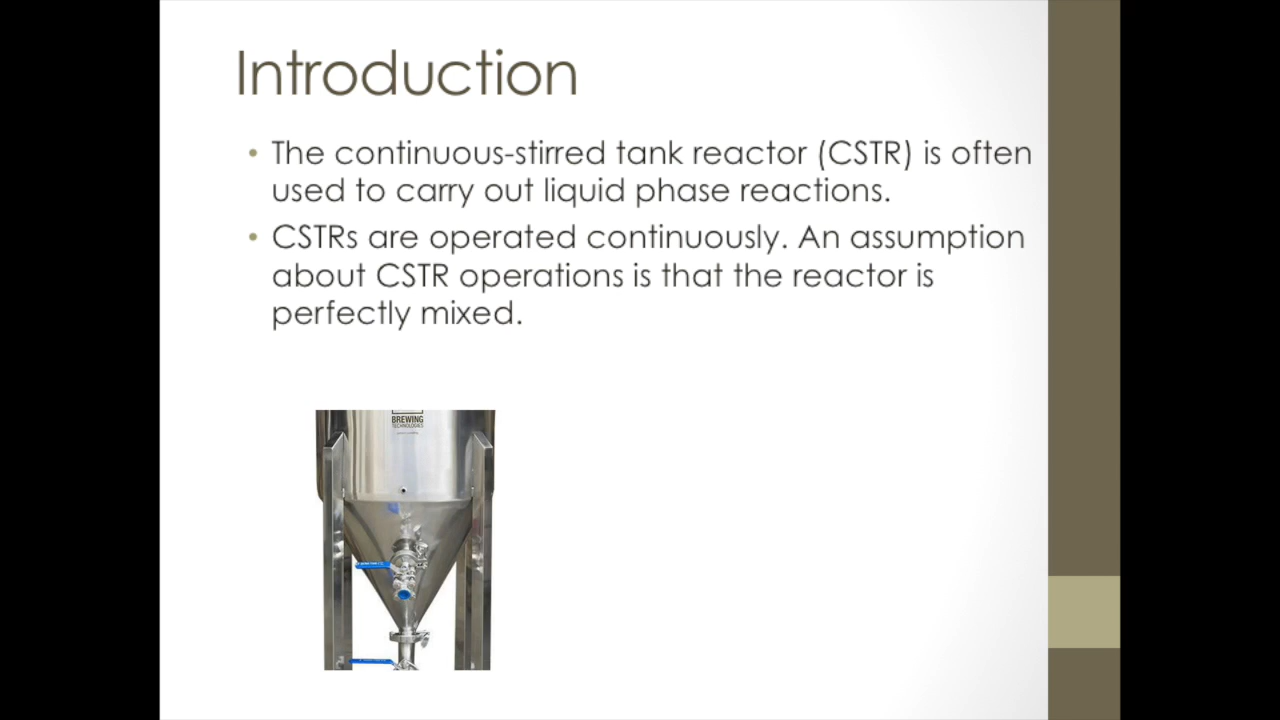 Introduction
• The continuous-stirred tank reactor (CSTR) is often
used to carry out liquid phase reactions.
• CSTRs are operated continuously. An assumption
about CSTR operations is that the reactor is
perfectly mixed.
BREWING
TECHNOLOGIES